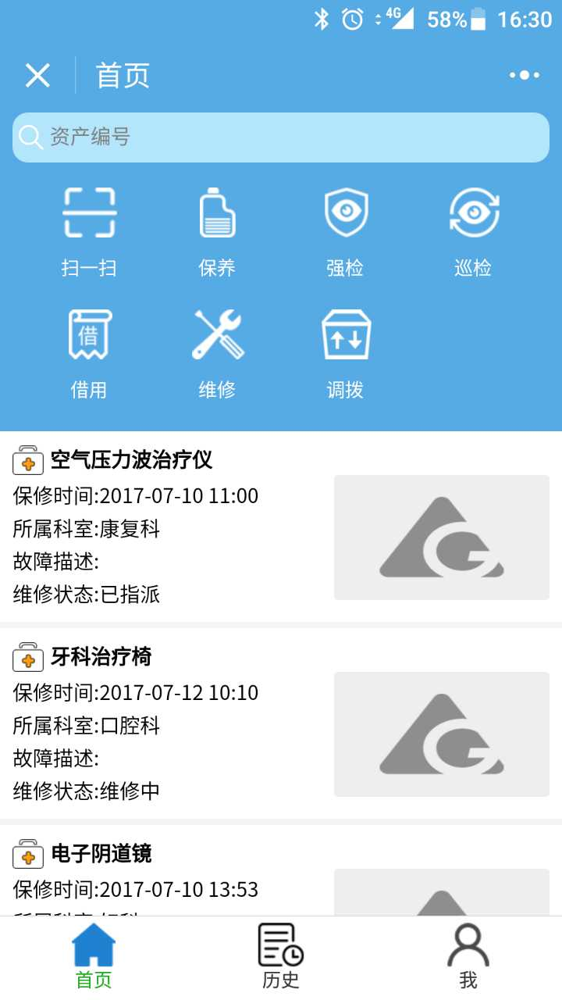 4G 58% 16:30
首页
资产编号
扫一扫 保养 强检 巡检
借
借用 维修 调拨
空气压力波治疗仪
保修时间:2017-07-10 11:00
所属科室:康复科
故障描述:
维修状态:已指派
牙科治疗椅
保修时间:2017-07-12 10:10
所属科室:口腔科
故障描述:
维修状态:维修中
电子阴道镜
保修时间:2017-07-10 13:53
首页 历史 我